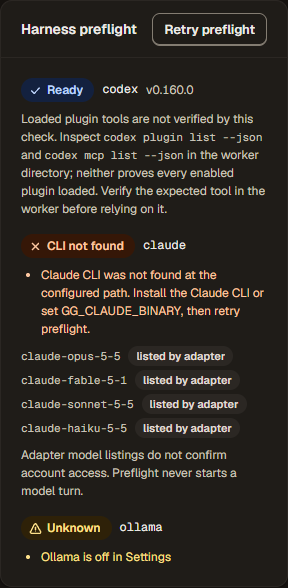 Harness preflight Retry preflight
Ready codex v0.160.0
Loaded plugin tools are not verified by this
check. Inspect codex plugin list --json
and codex mcp list --json in the worker
directory; neither proves every enabled
plugin loaded. Verify the expected tool in the
worker before relying on it.
CLI not found claude
Claude CLI was not found at the
configured path. Install the Claude CLI or
set GG_CLAUDE_BINARY, then retry
preflight.
claude-opus-5-5 listed by adapter
claude-fable-5-1 listed by adapter
claude-sonnet-5-5 listed by adapter
claude-haiku-5-5 listed by adapter
Adapter model listings do not confirm
account access. Preflight never starts a
model turn.
Unknown ollama
Ollama is off in Settings